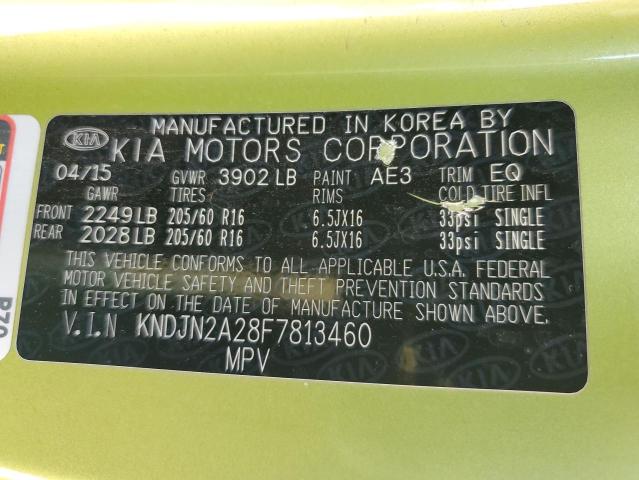 MANUFACTURED IN KOREA BY
KIA KIA MOTORS CORPORATION
04/15 GVWR 3902 LB PAINT AE3 TRIM EQ
GAWR TIRES RIMS COLD TIRE INFL
FRONT 2249 LB 205/60 R16 6.5JX16 33psi SINGLE
REAR 2028 LB 205/60 R16 6.5JX16 33psi SINGLE
THIS VEHICLE CONFORMS TO ALL APPLICABLE U.S.A. FEDERAL
MOTOR VEHICLE SAFETY AND THEFT PREVENTION STANDARDS
IN EFFECT ON THE DATE OF MANUFACTURE SHOWN ABOVE.
V.I.N KNDJN2A28F7813460
MPV